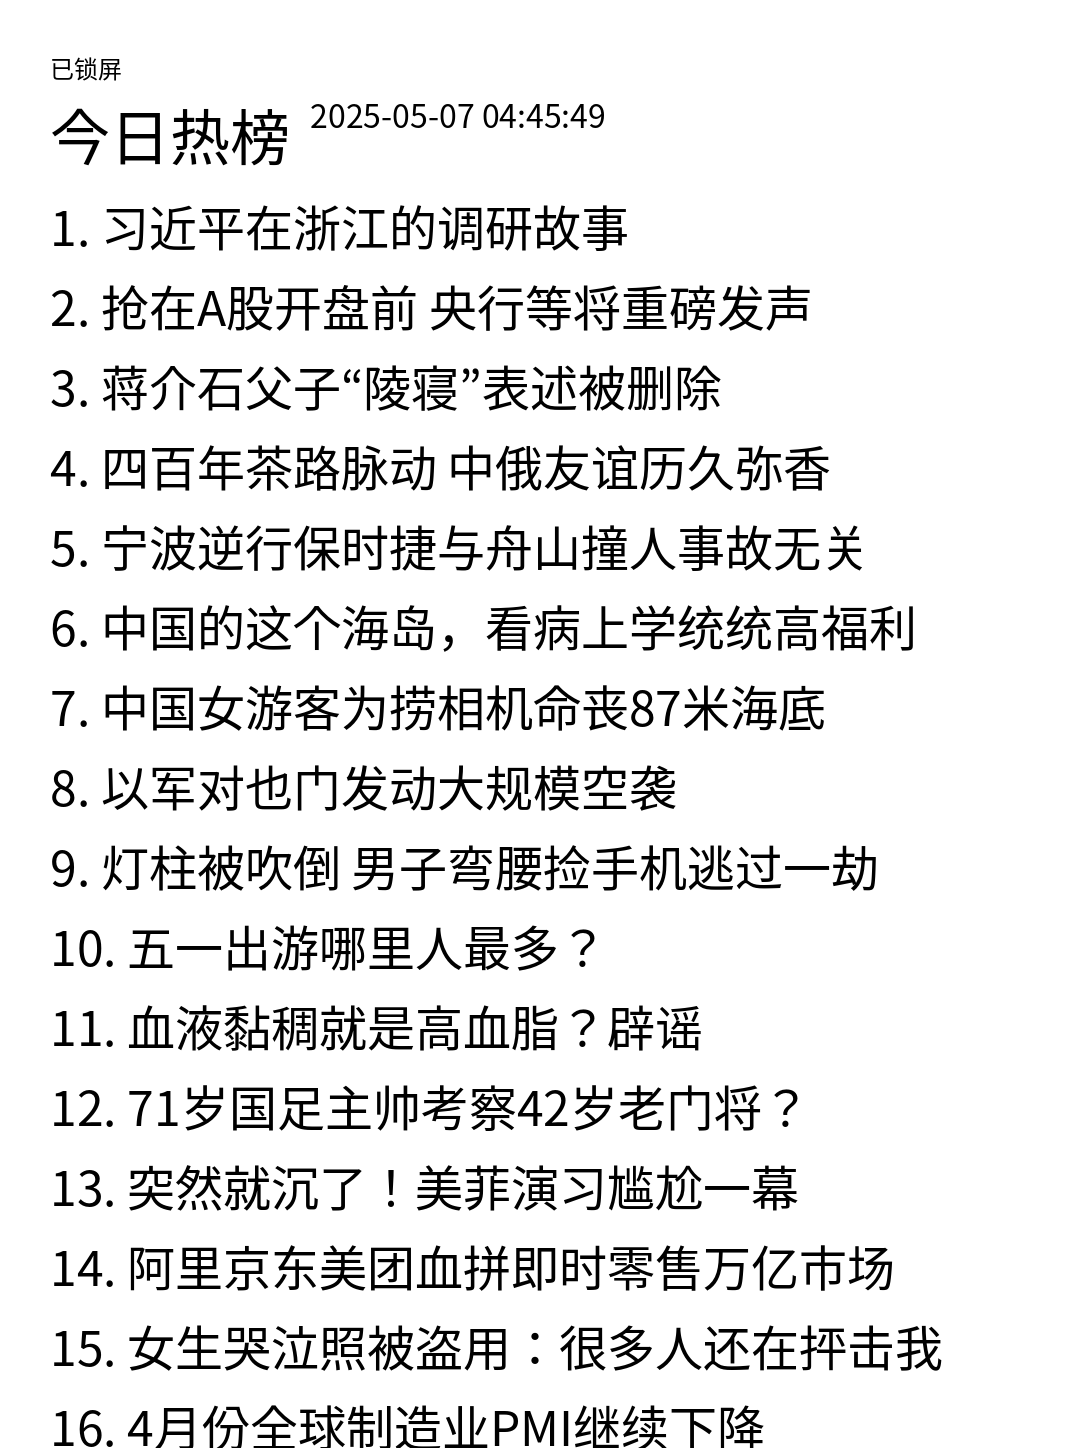 已锁屏
今日热榜 2025-05-07 04:45:49
1. 习近平在浙江的调研故事
2. 抢在A股开盘前 央行等将重磅发声
3. 蒋介石父子“陵寝”表述被删除
4. 四百年茶路脉动 中俄友谊历久弥香
5. 宁波逆行保时捷与舟山撞人事故无关
6. 中国的这个海岛，看病上学统统高福利
7. 中国女游客为捞相机命丧87米海底
8. 以军对也门发动大规模空袭
9. 灯柱被吹倒 男子弯腰捡手机逃过一劫
10. 五一出游哪里人最多？
11. 血液黏稠就是高血脂？辟谣
12. 71岁国足主帅考察42岁老门将？
13. 突然就沉了！美菲演习尴尬一幕
14. 阿里京东美团血拼即时零售万亿市场
15. 女生哭泣照被盗用：很多人还在抨击我
16. 4月份全球制造业PMI继续下降